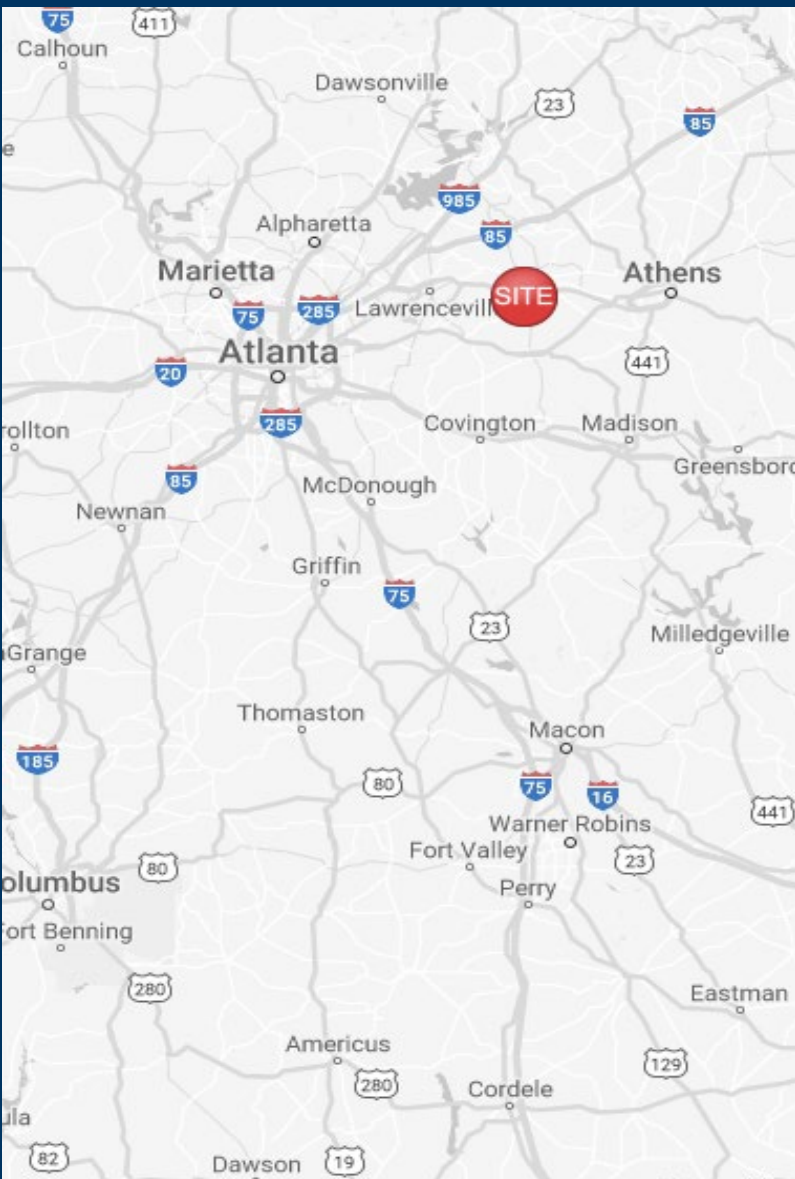 75
411
Calhoun
Dawsonville
23
85
e
985
Alpharetta
85
Marietta
SITE
Athens
75
285
Lawrencevill
Atlanta
20
441
285
rollton
Covington
Madison
85
Greensboro
McDonough
Newnan
Griffin
75
23
Milledgeville
aGrange
Thomaston
Macon
185
80
75
16
441
Warner Robins
Fort Valley
23
80
olumbus
Perry
Fort Benning
280
Eastman
Americus
129
280
Cordele
ula
82
Dawson
19